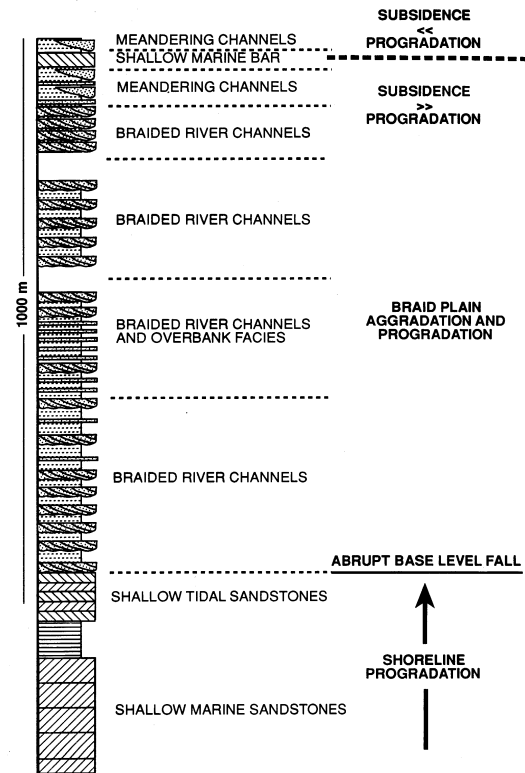 SUBSIDENCE
<<
PROGRADATION
MEANDERING CHANNELS
SHALLOW MARINE BAR
MEANDERING CHANNELS
SUBSIDENCE
>>
PROGRADATION
BRAIDED RIVER CHANNELS
BRAIDED RIVER CHANNELS
1000 m
BRAIDED RIVER CHANNELS
AND OVERBANK FACIES
BRAID PLAIN
AGGRADATION AND
PROGRADATION
BRAIDED RIVER CHANNELS
ABRUPT BASE LEVEL FALL
SHALLOW TIDAL SANDSTONES
SHORELINE
PROGRADATION
SHALLOW MARINE SANDSTONES